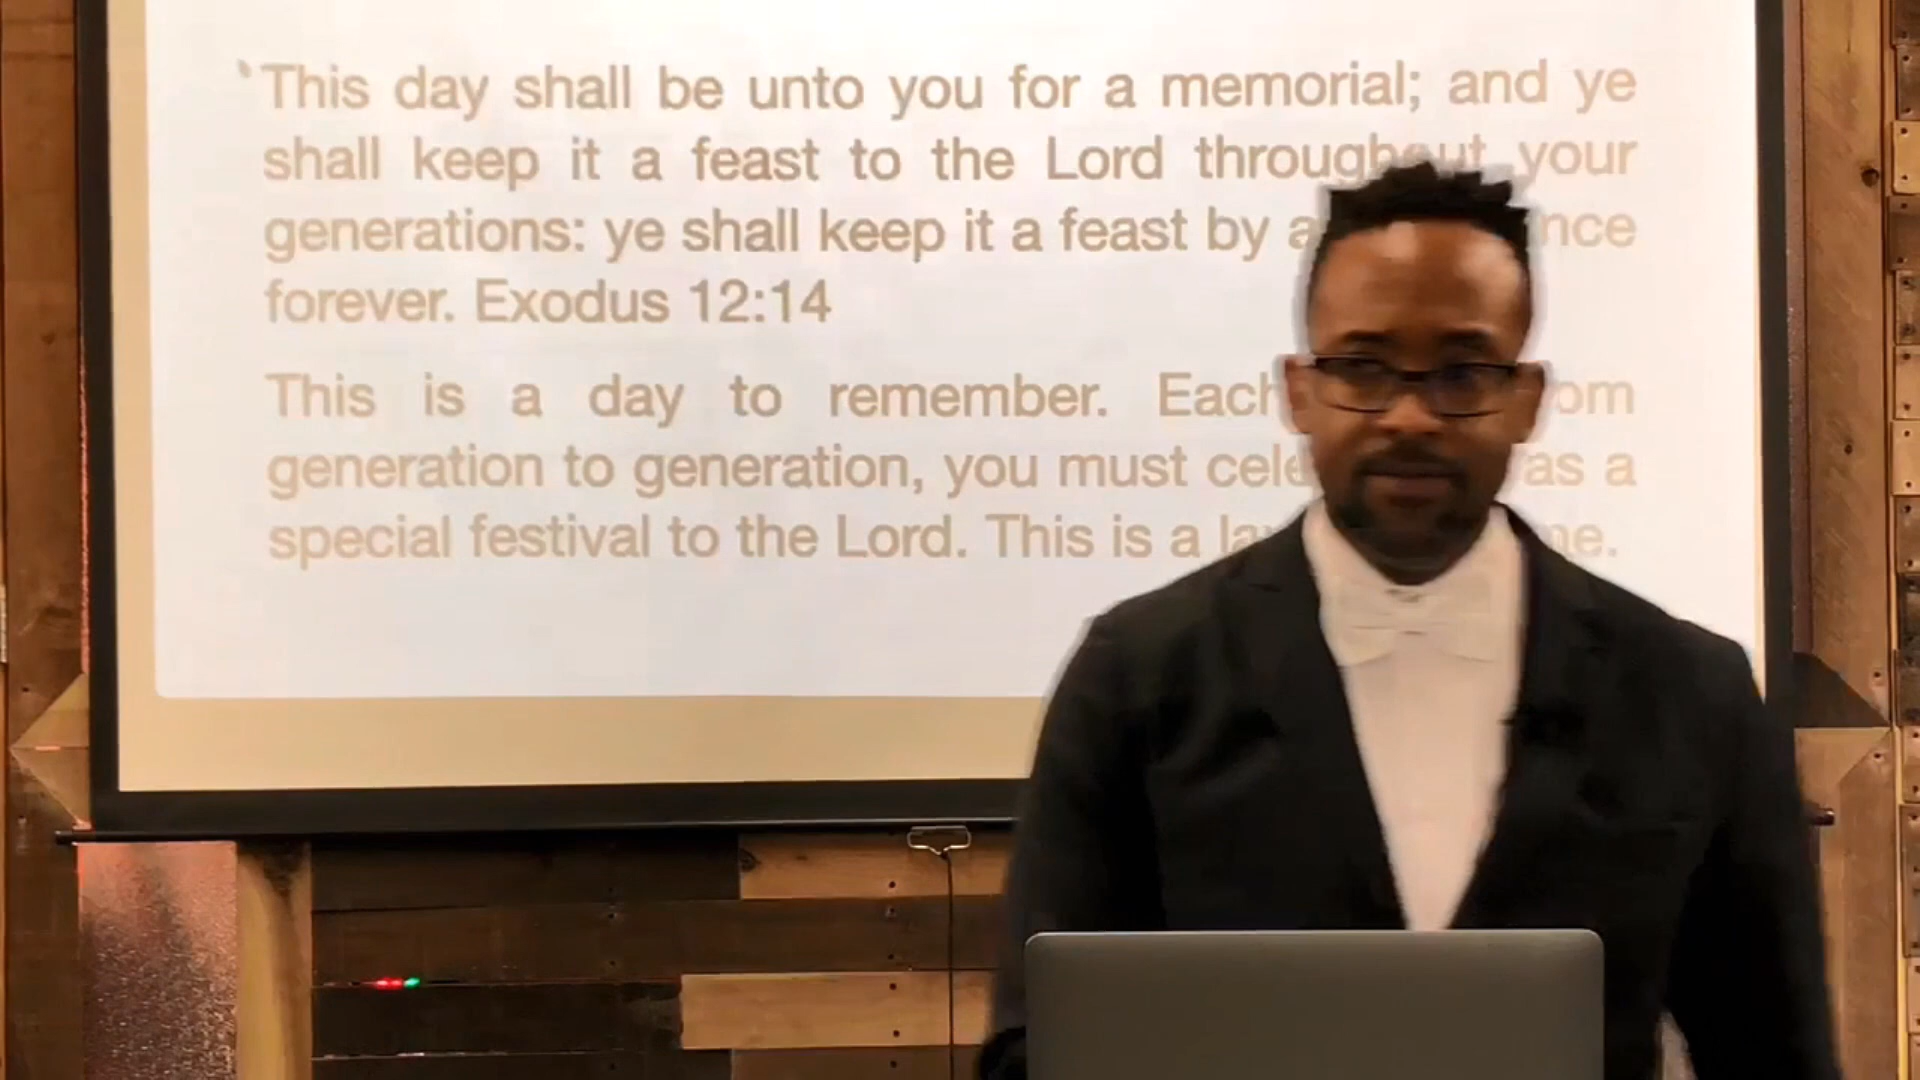 This day shall be unto you for a memorial; and ye
shall keep it a feast to the Lord throughout your
generations: ye shall keep it a feast by a
forever. Exodus 12:14
This is a day to remember. Each
generation to generation, you must as a
special festival to the Lord. This is a